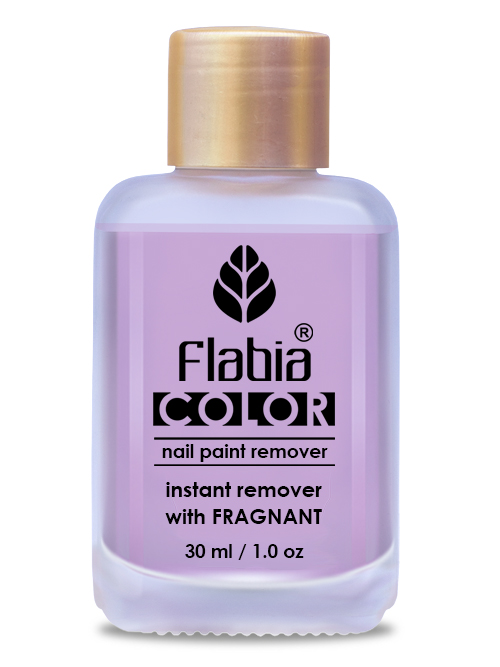 Flabia®
COLOR
nail paint remover
instant remover
with FRAGNANT
30 ml / 1.0 oz